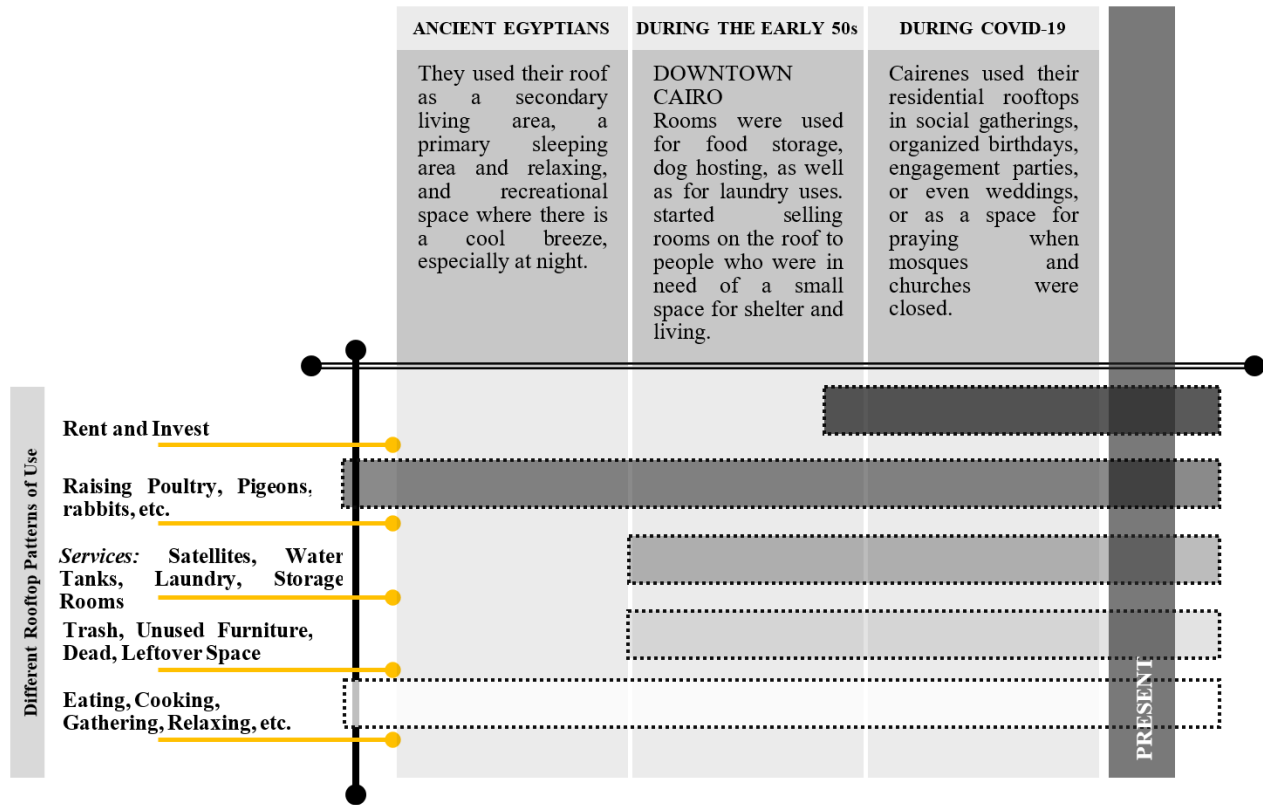 ANCIENT EGYPTIANS
They used their roof
as a secondary
living area, a
primary sleeping
area and relaxing,
and recreational
space where there is
a cool breeze,
especially at night.
DURING THE EARLY 50s
DOWNTOWN
CAIRO
Rooms were used
for food storage,
dog hosting, as well
as for laundry uses.
started selling
rooms on the roof to
people who were in
need of a small
space for shelter and
living.
DURING COVID-19
Cairenes used their
residential rooftops
in social gatherings,
organized birthdays,
engagement parties,
or even weddings,
or as a space for
praying when
mosques and
churches were
closed.
Different Rooftop Patterns of Use
Rent and Invest
Raising Poultry, Pigeons,
rabbits, etc.
Services: Satellites, Water
Tanks, Laundry, Storage
Rooms
Trash, Unused Furniture,
Dead, Leftover Space
Eating, Cooking,
Gathering, Relaxing, etc.
PRESENT